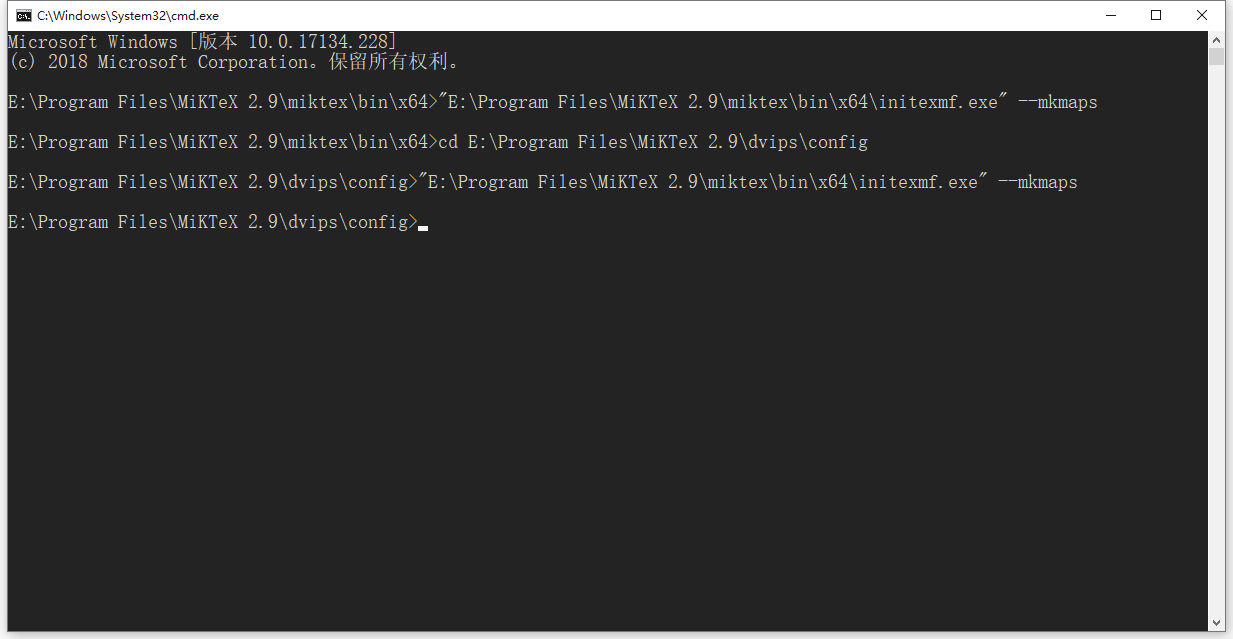 C:\Windows\System32\cmd.exe
Microsoft Windows [版本 10.0.17134.228]
(c) 2018 Microsoft Corporation。保留所有权利。
E:\Program Files\MiKTeX 2.9\miktex\bin\x64>"E:\Program Files\MiKTeX 2.9\miktex\bin\x64\initexmf.exe" --mkmaps
E:\Program Files\MiKTeX 2.9\miktex\bin\x64>cd E:\Program Files\MiKTeX 2.9\dvips\config
E:\Program Files\MiKTeX 2.9\dvips\config>"E:\Program Files\MiKTeX 2.9\miktex\bin\x64\initexmf.exe" --mkmaps
E:\Program Files\MiKTeX 2.9\dvips\config>